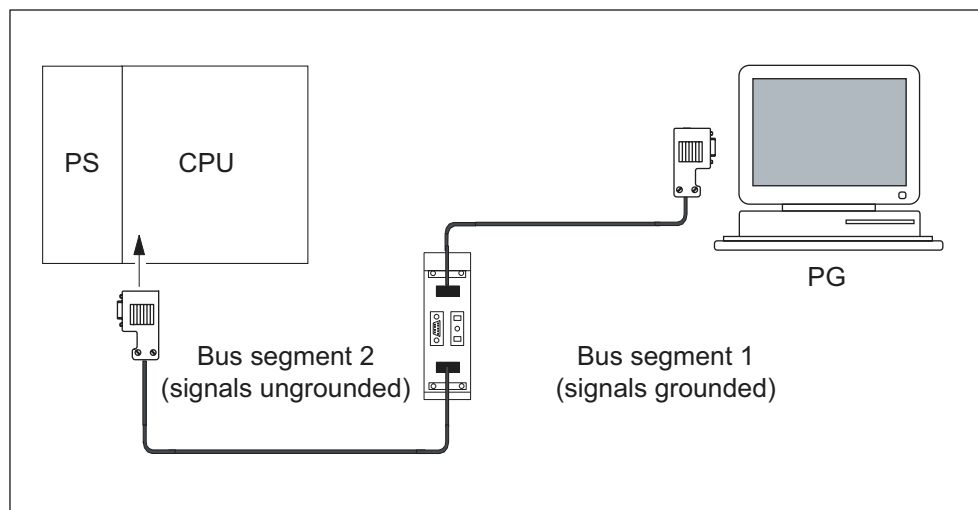 PS
CPU
PG
Bus segment 2
(signals ungrounded)
Bus segment 1
(signals grounded)